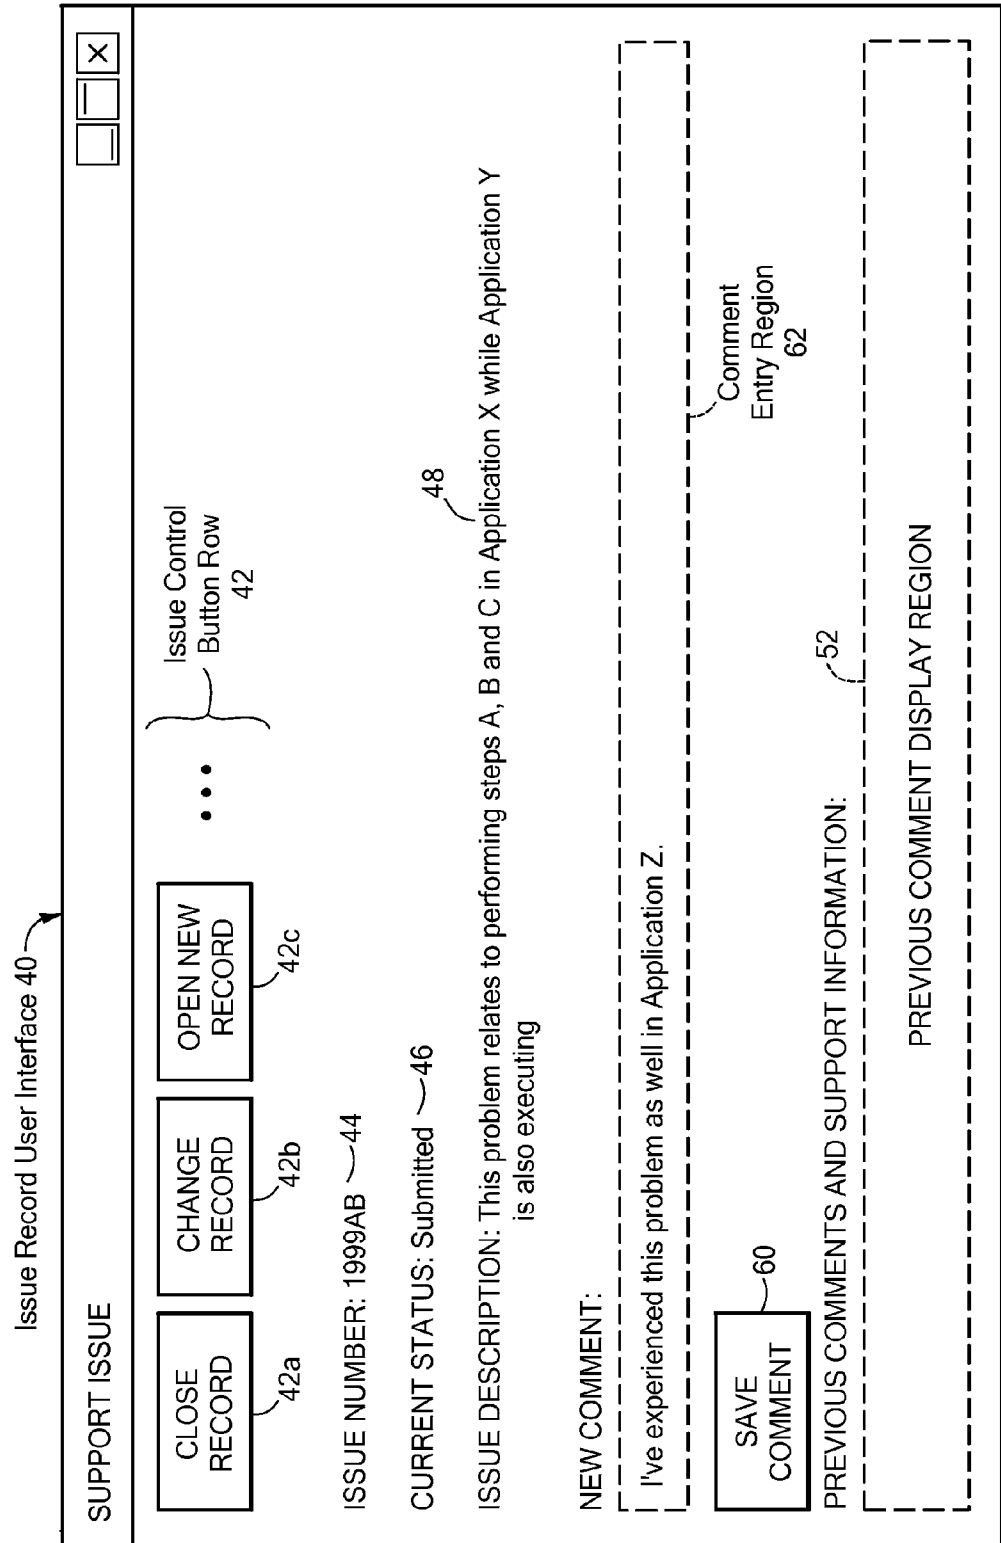 Issue Record User Interface 40
SUPPORT ISSUE
X
CLOSE
RECORD
42a
CHANGE
RECORD
42b
OPEN NEW
RECORD
42c
Issue Control
Button Row
42
ISSUE NUMBER: 1999AB
44
CURRENT STATUS: Submitted
46
48
ISSUE DESCRIPTION: This problem relates to performing steps A, B and C in Application X while Application Y
is also executing
NEW COMMENT:
I've experienced this problem as well in Application Z.
Comment
Entry Region
62
SAVE
COMMENT
60
PREVIOUS COMMENTS AND SUPPORT INFORMATION:
52
PREVIOUS COMMENT DISPLAY REGION